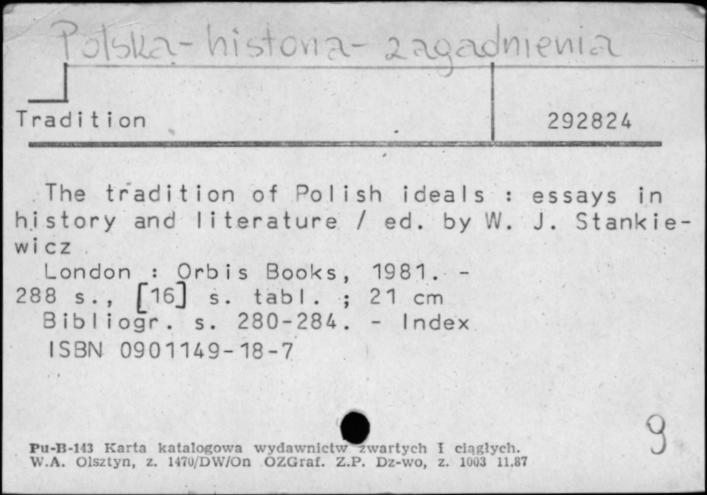 Polska - historia - zagadnienia
Tradition 292824
The tradition of Polish ideals : essays in
history and literature / ed. by W. J. Stankie-
wicz
London : Orbis Books, 1981. -
288 s., [16] s. tabl. ; 21 cm
Bibliogr. s. 280-284. - Index
ISBN 0901149-18-7
9
Pu-B-143 Karta katalogowa wydawnictw zwartych I ciągłych.
W.A. Olsztyn, z. 1470/DW/On OZGraf. Z.P. Dz-wo, z. 1003 11.87